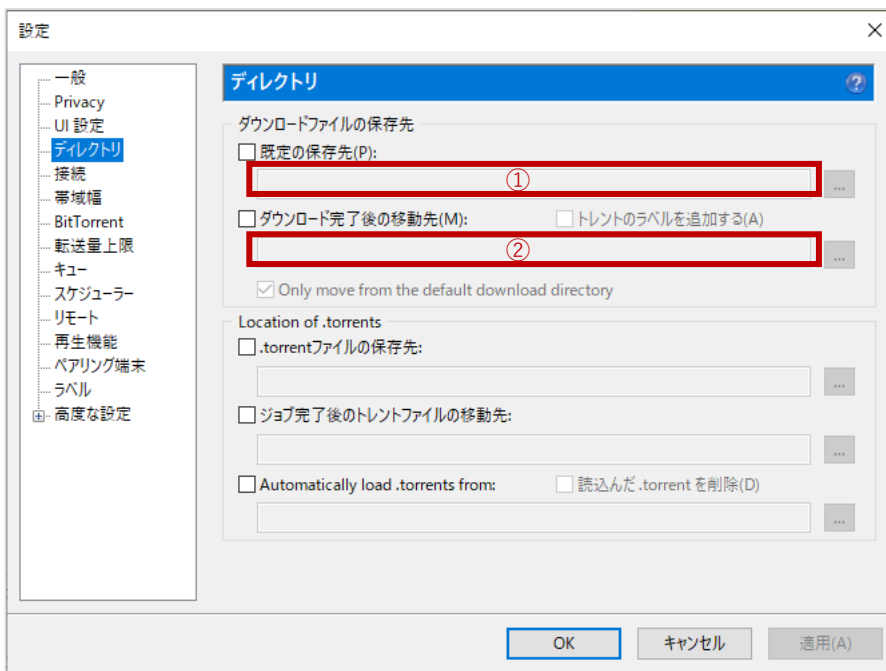 設定
一般
Privacy
UI 設定
ディレクトリ
接続
帯域幅
BitTorrent
転送量上限
キュー
スケジューラー
リモート
再生機能
ペアリング端末
ラベル
高度な設定
ディレクトリ
ダウンロードファイルの保存先
既定の保存先(P):
①
...
ダウンロード完了後の移動先(M):
トレントのラベルを追加する(A)
②
...
Only move from the default download directory
Location of .torrents
.torrentファイルの保存先:
...
ジョブ完了後のトレントファイルの移動先:
...
Automatically load .torrents from:
読込んだ .torrent を削除(D)
...
OK
キャンセル
適用(A)